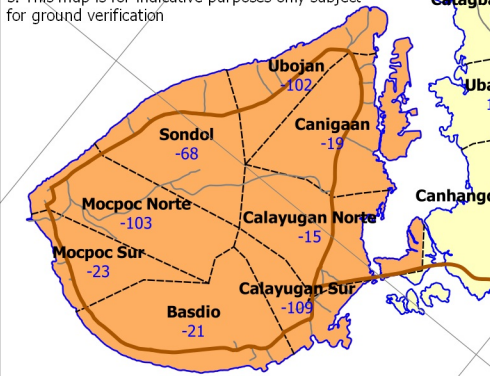 for ground verification
Ubojan
-102
Canigaan
-19
Sondol
-68
Mocpoc Norte
-103
Calayugan Norte
-15
Mocpoc Sur
-23
Calayugan Sur
-109
Basdio
-21